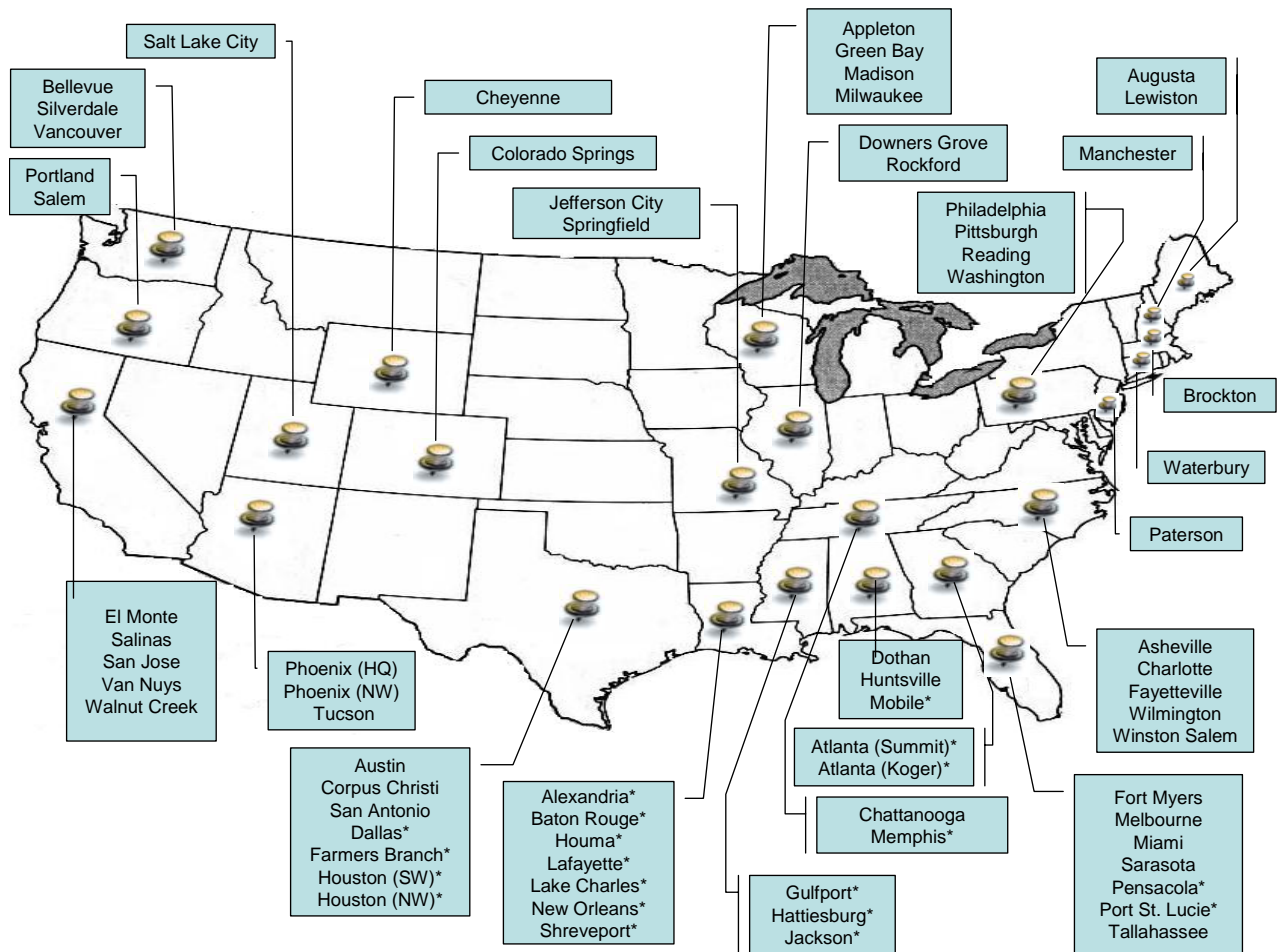 Salt Lake City
Appleton
Green Bay
Madison
Milwaukee
Augusta
Lewiston
Bellevue
Silverdale
Vancouver
Cheyenne
Colorado Springs
Downers Grove
Rockford
Manchester
Portland
Salem
Jefferson City
Springfield
Philadelphia
Pittsburgh
Reading
Washington
Brockton
Waterbury
Paterson
El Monte
Salinas
San Jose
Van Nuys
Walnut Creek
Phoenix (HQ)
Phoenix (NW)
Tucson
Dothan
Huntsville
Mobile*
Asheville
Charlotte
Fayetteville
Wilmington
Winston Salem
Atlanta (Summit)*
Atlanta (Koger)*
Austin
Corpus Christi
San Antonio
Dallas*
Farmers Branch*
Houston (SW)*
Houston (NW)*
Alexandria*
Baton Rouge*
Houma*
Lafayette*
Lake Charles*
New Orleans*
Shreveport*
Chattanooga
Memphis*
Fort Myers
Melbourne
Miami
Sarasota
Pensacola*
Port St. Lucie*
Tallahassee
Gulfport*
Hattiesburg*
Jackson*